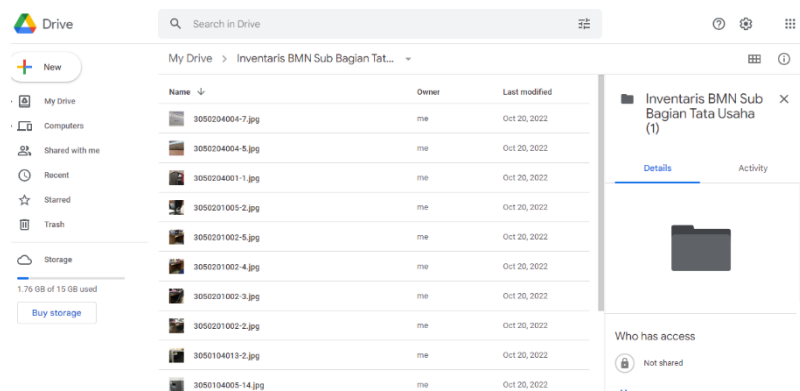 Drive
Search in Drive
New
My Drive
Computers
Shared with me
Recent
Starred
Trash
Storage
1.76 GB of 15 GB used
Buy storage
My Drive > Inventaris BMN Sub Bagian Tat...
Name Owner Last modified
3050204004-7.jpg me Oct 20, 2022
3050204004-5.jpg me Oct 20, 2022
3050204001-1.jpg me Oct 20, 2022
3050201005-2.jpg me Oct 20, 2022
3050201002-5.jpg me Oct 20, 2022
3050201002-4.jpg me Oct 20, 2022
3050201002-3.jpg me Oct 20, 2022
3050201002-2.jpg me Oct 20, 2022
3050104013-2.jpg me Oct 20, 2022
3050104005-14.jpg me Oct 20, 2022
Inventaris BMN Sub
Bagian Tata Usaha
(1)
Details Activity
Who has access
Not shared